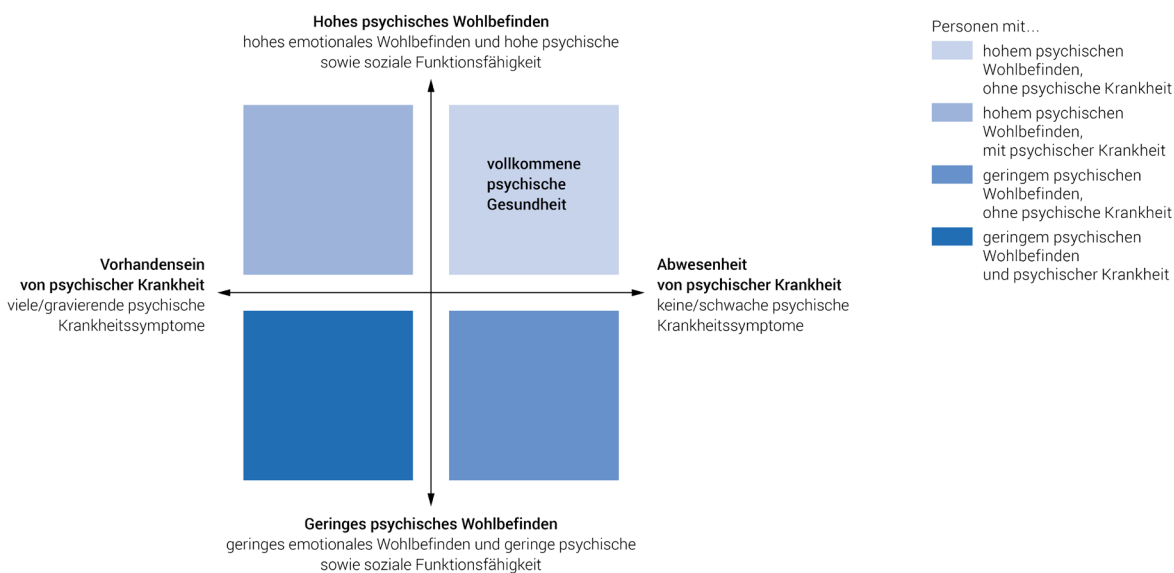 Hohes psychisches Wohlbefinden
hohes emotionales Wohlbefinden und hohe psychische
sowie soziale Funktionsfähigkeit
vollkommene
psychische
Gesundheit
Vorhandensein
von psychischer Krankheit
viele/gravierende psychische
Krankheitssymptome
Abwesenheit
von psychischer Krankheit
keine/schwache psychische
Krankheitssymptome
Geringes psychisches Wohlbefinden
geringes emotionales Wohlbefinden und geringe psychische
sowie soziale Funktionsfähigkeit
Personen mit...
hohem psychischen
Wohlbefinden,
ohne psychische Krankheit
hohem psychischen
Wohlbefinden,
mit psychischer Krankheit
geringem psychischen
Wohlbefinden,
ohne psychische Krankheit
geringem psychischen
Wohlbefinden
und psychischer Krankheit